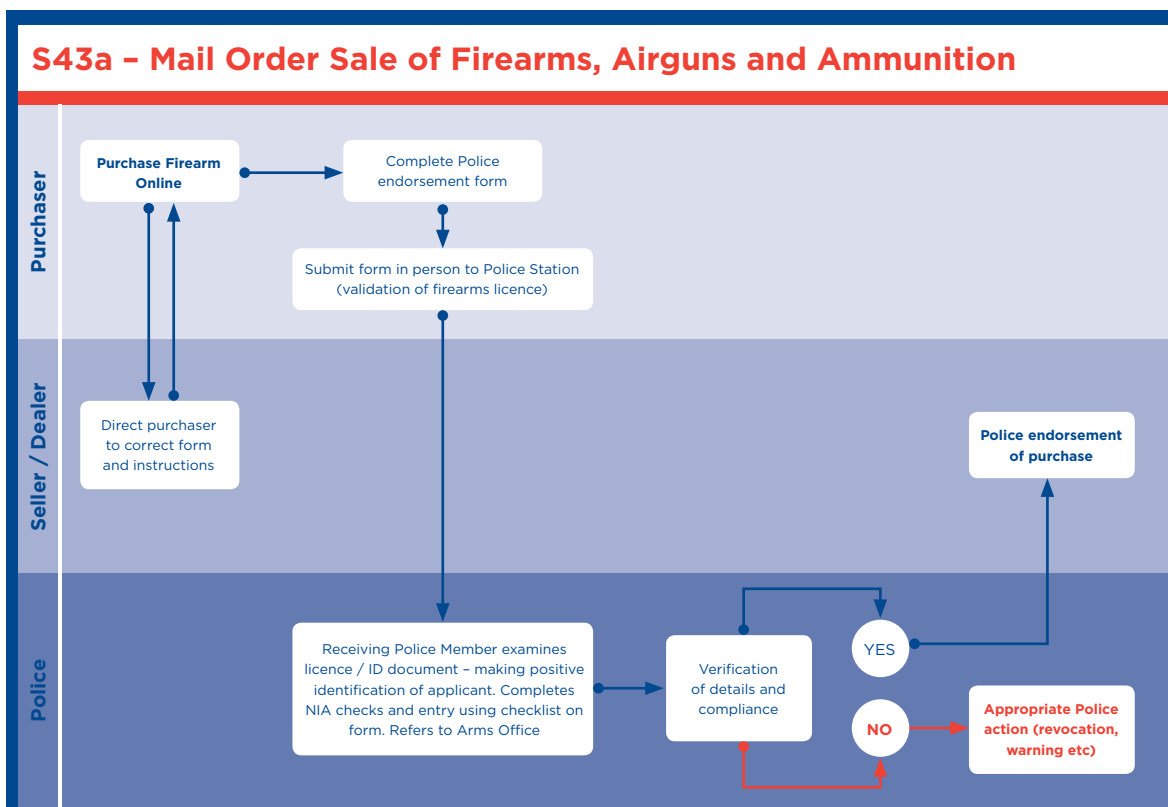 S43a – Mail Order Sale of Firearms, Airguns and Ammunition
Purchaser
Purchase Firearm
Online
Complete Police
endorsement form
Submit form in person to Police Station
(validation of firearms licence)
Seller / Dealer
Direct purchaser
to correct form
and instructions
Police endorsement
of purchase
Police
Receiving Police Member examines
licence / ID document – making positive
identification of applicant. Completes
NIA checks and entry using checklist on
form. Refers to Arms Office
Verification
of details and
compliance
YES
NO
Appropriate Police
action (revocation,
warning etc)